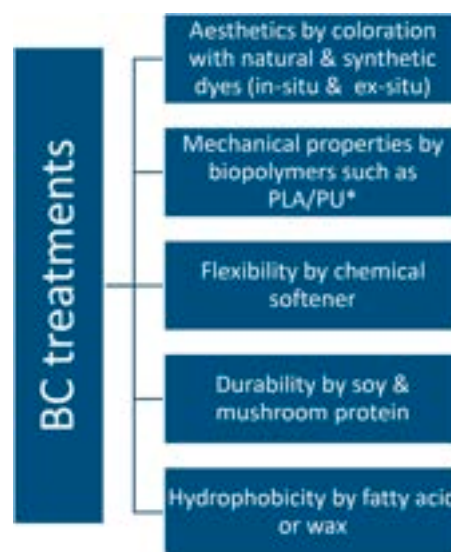 BC treatments
Aesthetics by coloration
with natural & synthetic
dyes (in-situ & ex-situ)
Mechanical properties by
biopolymers such as
PLA/PU*
Flexibility by chemical
softener
Durability by soy &
mushroom protein
Hydrophobicity by fatty acid
or wax